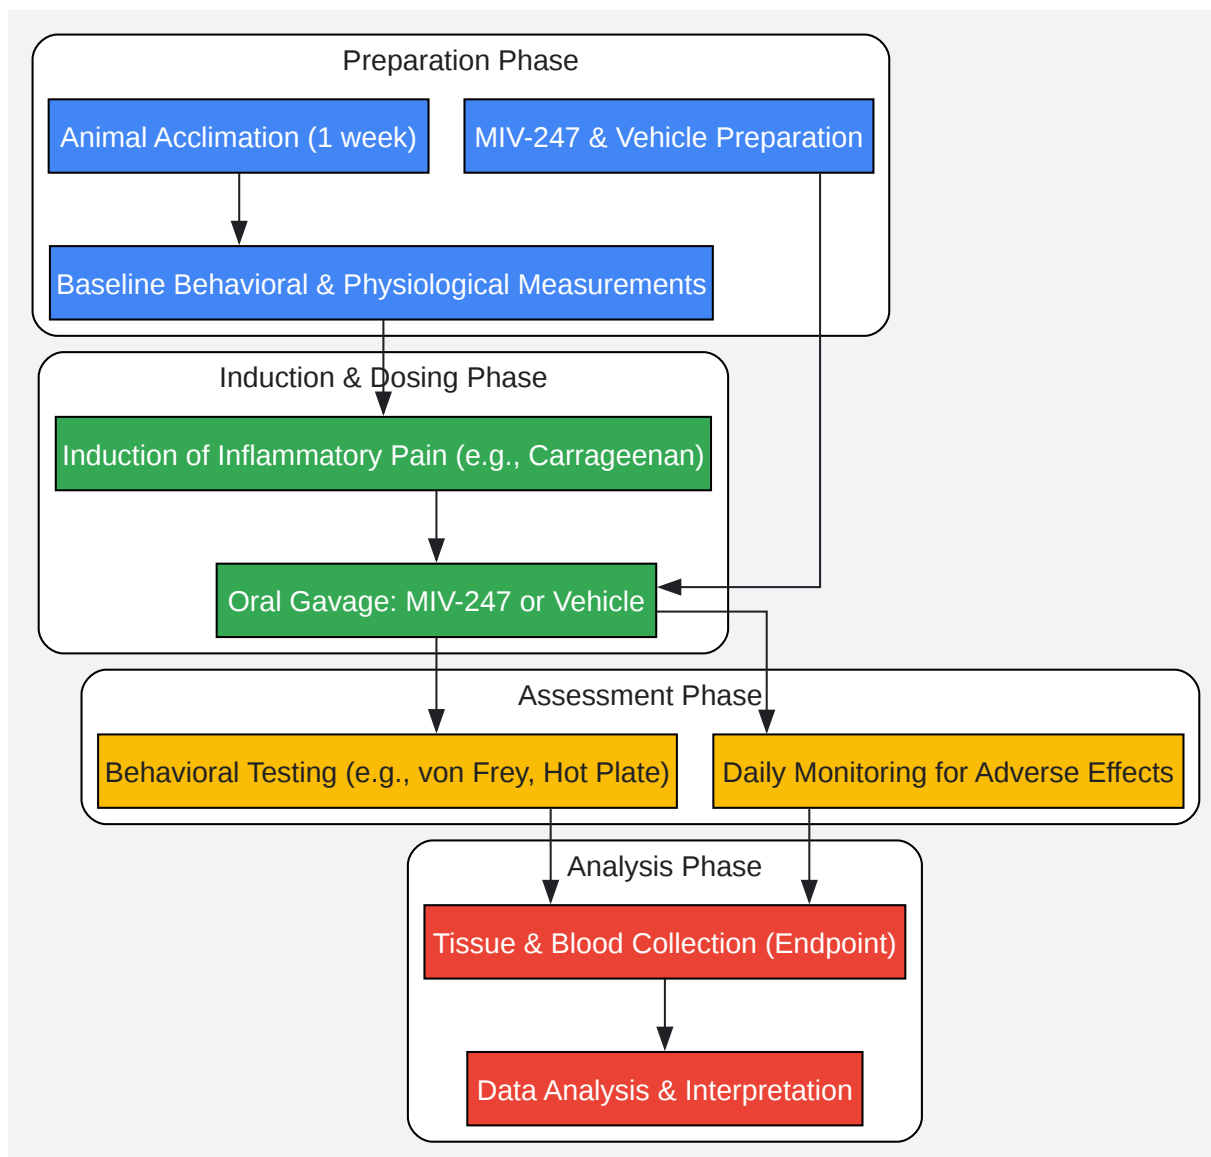 Preparation Phase
Animal Acclimation (1 week)
MIV-247 & Vehicle Preparation
Baseline Behavioral & Physiological Measurements
Induction & Dosing Phase
Induction of Inflammatory Pain (e.g., Carrageenan)
Oral Gavage: MIV-247 or Vehicle
Assessment Phase
Behavioral Testing (e.g., von Frey, Hot Plate)
Daily Monitoring for Adverse Effects
Analysis Phase
Tissue & Blood Collection (Endpoint)
Data Analysis & Interpretation